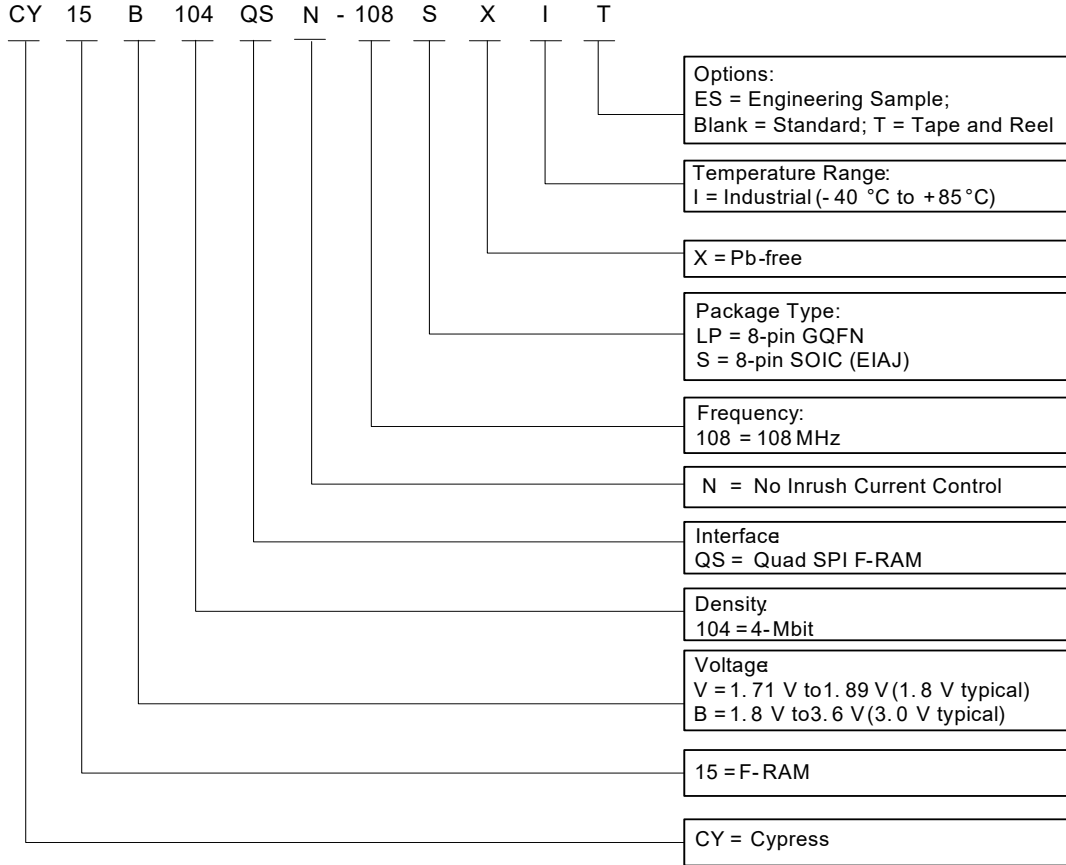 CY 15 B 104 QS N - 108 S X I T
Options:
ES = Engineering Sample;
Blank = Standard; T = Tape and Reel
Temperature Range:
I = Industrial (- 40 °C to +85°C)
X = Pb-free
Package Type:
LP = 8-pin GQFN
S = 8-pin SOIC (EIAJ)
Frequency:
108 = 108 MHz
N = No Inrush Current Control
Interface:
QS = Quad SPI F-RAM
Density:
104 = 4-Mbit
Voltage:
V = 1. 71 V to1. 89 V (1. 8 V typical)
B = 1. 8 V to3. 6 V (3. 0 V typical)
15 = F-RAM
CY = Cypress